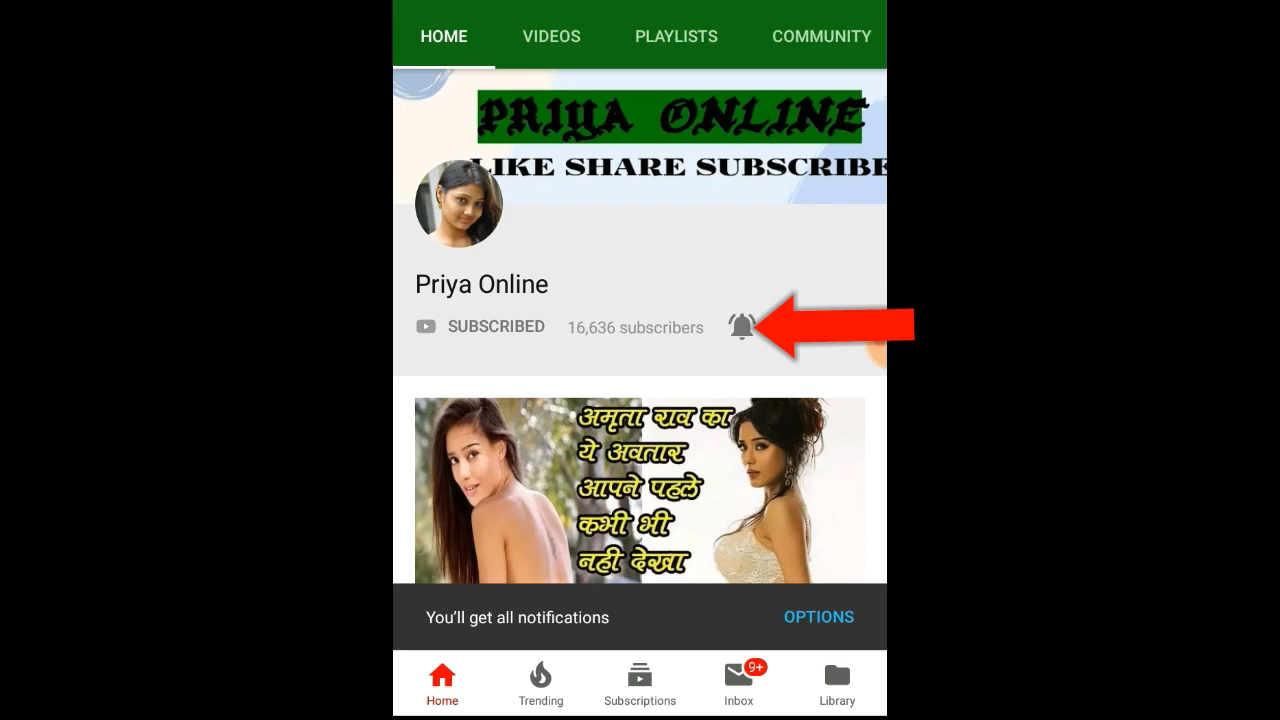 HOME VIDEOS PLAYLISTS COMMUNITY
PRIYA ONLINE
LIKE SHARE SUBSCRIBE
Priya Online
SUBSCRIBED 16,636 subscribers
अमृता राव का
ये अवतार
आपने पहले
कभी भी
नही देखा
You'll get all notifications OPTIONS
9+
Home Trending Subscriptions Inbox Library